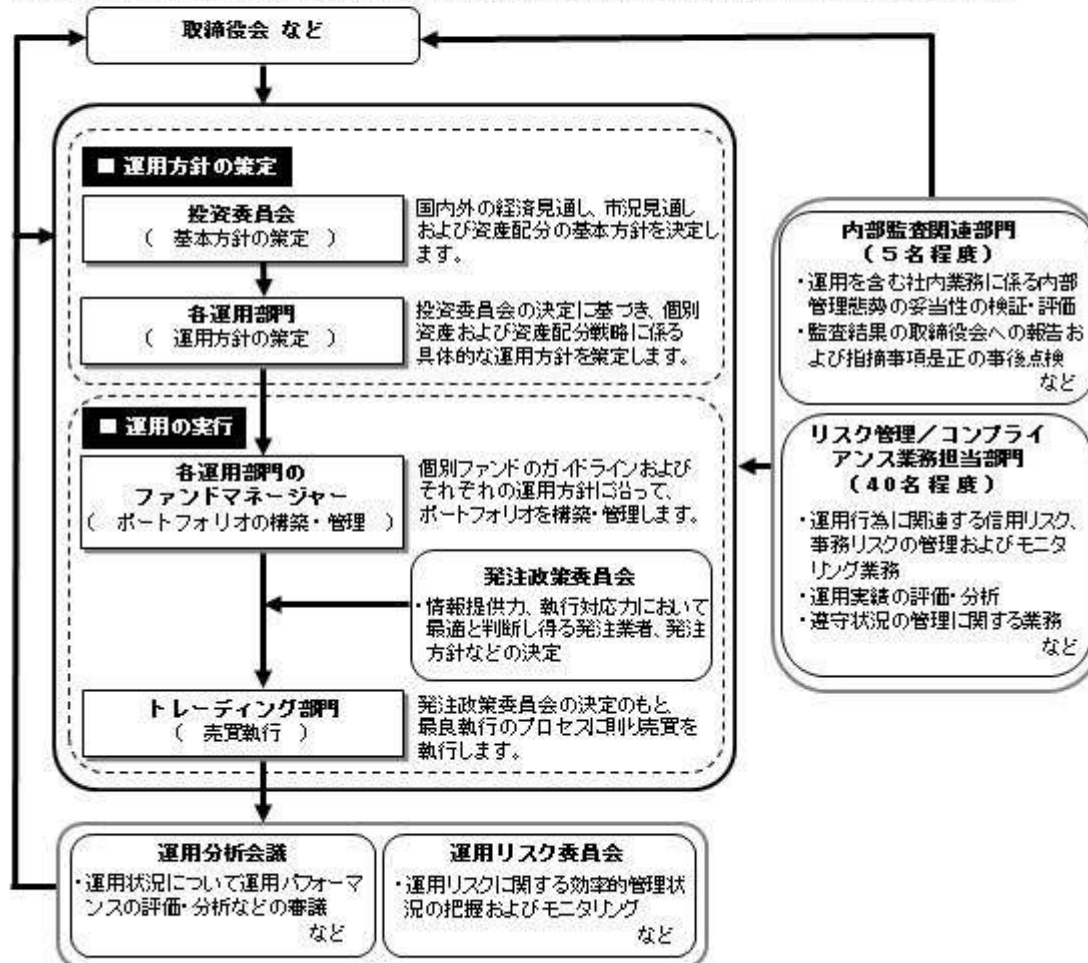 取締役会 など
■ 運用方針の策定
投資委員会
( 基本方針の策定 )
国内外の経済見通し、市況見通し
および資産配分の基本方針を決定し
ます。
各運用部門
( 運用方針の策定 )
投資委員会の決定に基づき、個別
資産および資産配分戦略に係る
具体的な運用方針を策定します。
■ 運用の実行
各運用部門の
ファンドマネージャー
( ポートフォリオの構築・管理 )
個別ファンドのガイドラインおよび
それぞれの運用方針に沿って、
ポートフォリオを構築・管理します。
発注政策委員会
・情報提供力、執行対応力において
最適と判断し得る発注業者、発注
方針などの決定
トレーディング部門
( 売買執行 )
発注政策委員会の決定のもと
最良執行のプロセスに則り売買を
執行します。
内部監査関連部門
(5名程度)
・運用を含む社内業務に係る内部
管理態勢の妥当性の検証・評価
・監査結果の取締役会への報告お
よび指摘事項是正の事後点検
など
リスク管理/コンプライ
アンス業務担当部門
(40名程度)
・運用行為に関連する信用リスク、
事務リスクの管理およびモニタ
リング業務
・運用実績の評価・分析
・遵守状況の管理に関する業務
など
運用分析会議
・運用状況について運用パフォーマ
ンスの評価・分析などの審議
など
運用リスク委員会
・運用リスクに関する効率的管理状
況の把握およびモニタリング
など